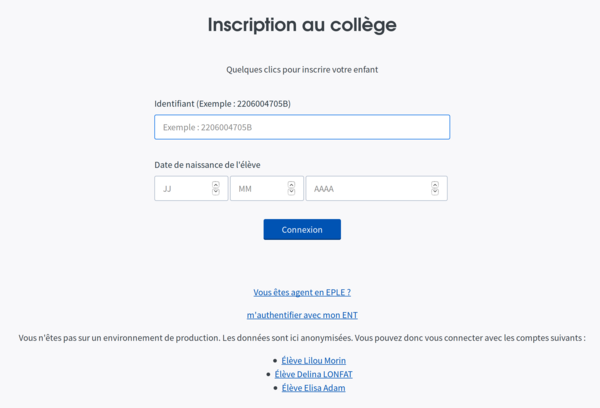 Inscription au collège
Quelques clics pour inscrire votre enfant
Identifiant (Exemple : 2206004705B)
Exemple : 2206004705B
Date de naissance de l'élève
JJ MM AAAA
Connexion
Vous êtes agent en EPLE ?
m'authentifier avec mon ENT
Vous n'êtes pas sur un environnement de production. Les données sont ici anonymisées. Vous pouvez donc vous connecter avec les comptes suivants :
Élève Lilou Morin
Élève Delina LONFAT
Élève Elisa Adam